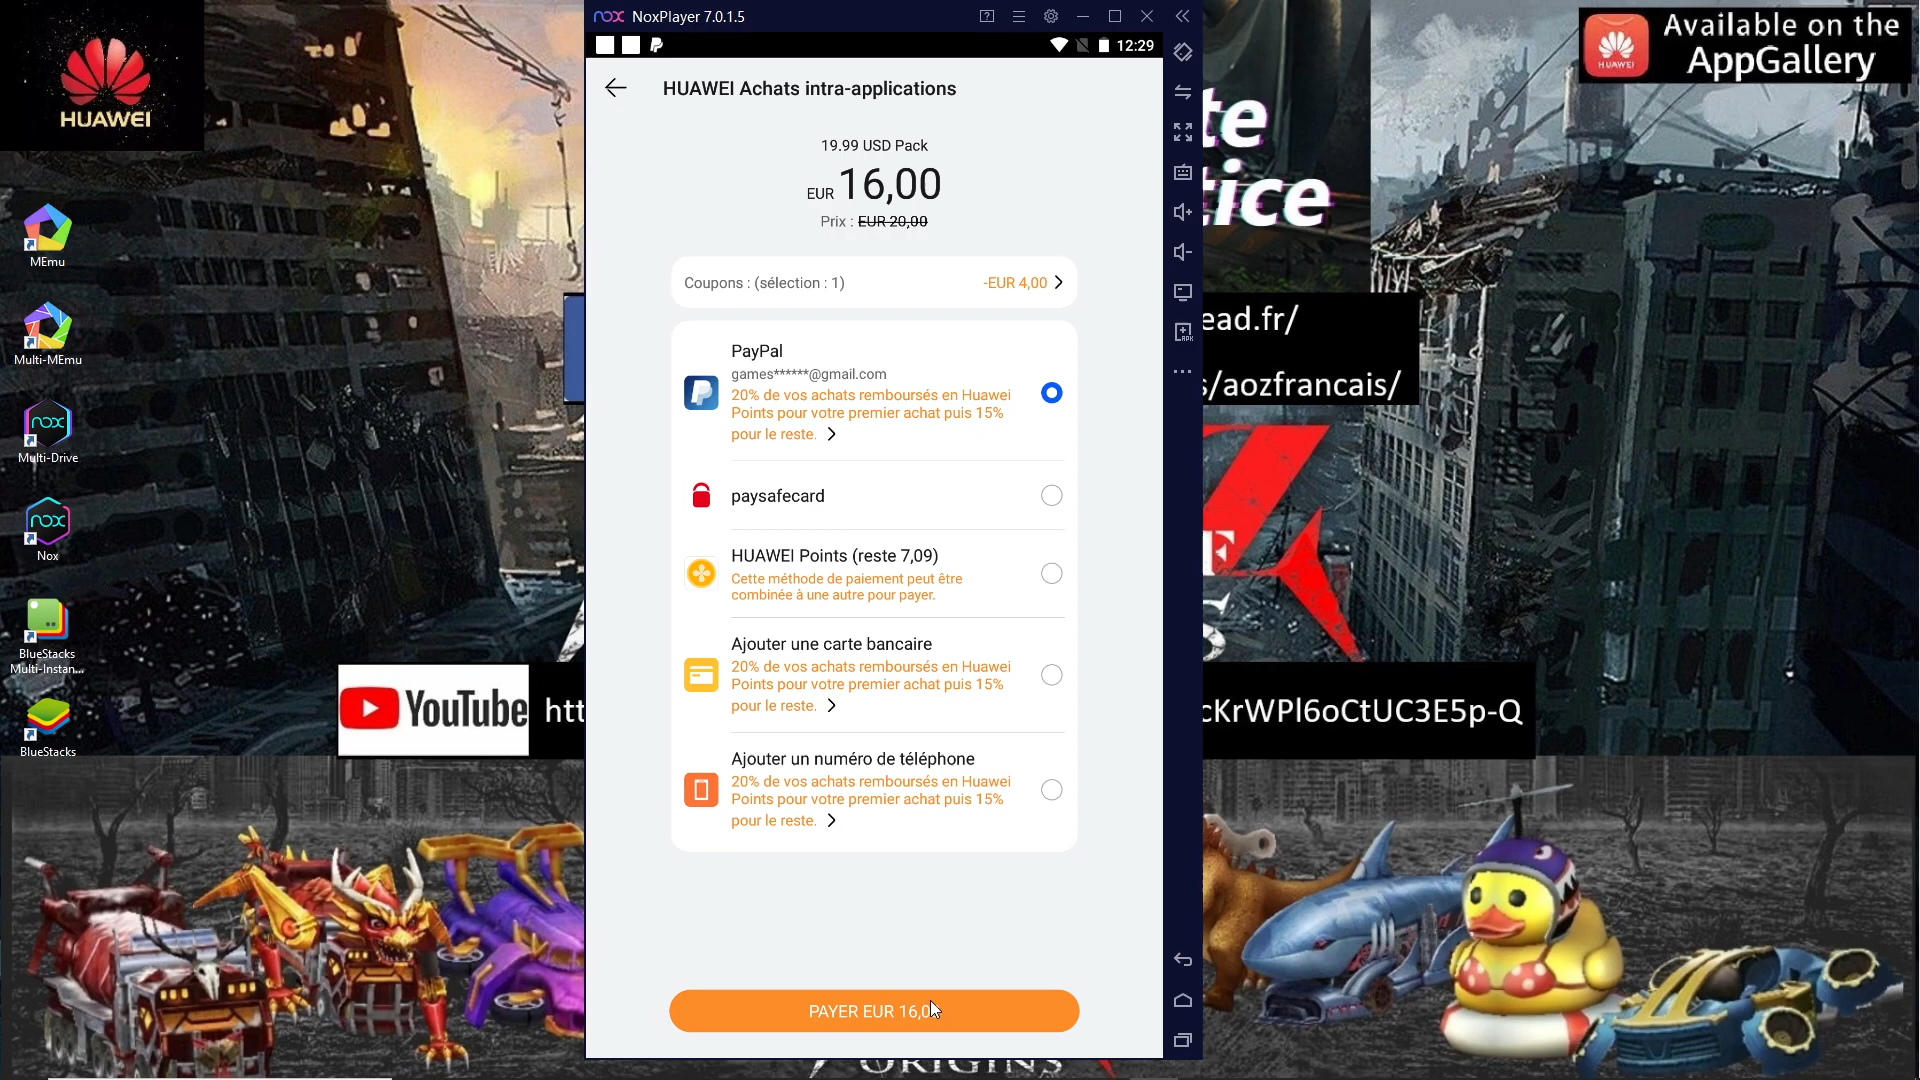 NOX NoxPlayer 7.0.1.5
12:29
HUAWEI
Available on the
AppGallery
HUAWEI
HUAWEI Achats intra-applications
19.99 USD Pack
EUR 16,00
Prix : EUR 20,00
te
tice
MEmu
Coupons : (sélection : 1)
-EUR 4,00
Multi-MEmu
ead.fr/
s/aozfrancais/
PayPal
games******@gmail.com
20% de vos achats remboursés en Huawei
Points pour votre premier achat puis 15%
pour le reste.
nox
Multi-Drive
paysafecard
nox
Nox
HUAWEI Points (reste 7,09)
Cette méthode de paiement peut être
combinée à une autre pour payer.
BlueStacks
Multi-Instan...
Ajouter une carte bancaire
20% de vos achats remboursés en Huawei
Points pour votre premier achat puis 15%
pour le reste.
YouTube
htt
cKrWPl6oCtUC3E5p-Q
BlueStacks
Ajouter un numéro de téléphone
20% de vos achats remboursés en Huawei
Points pour votre premier achat puis 15%
pour le reste.
PAYER EUR 16,0
ORIGINS